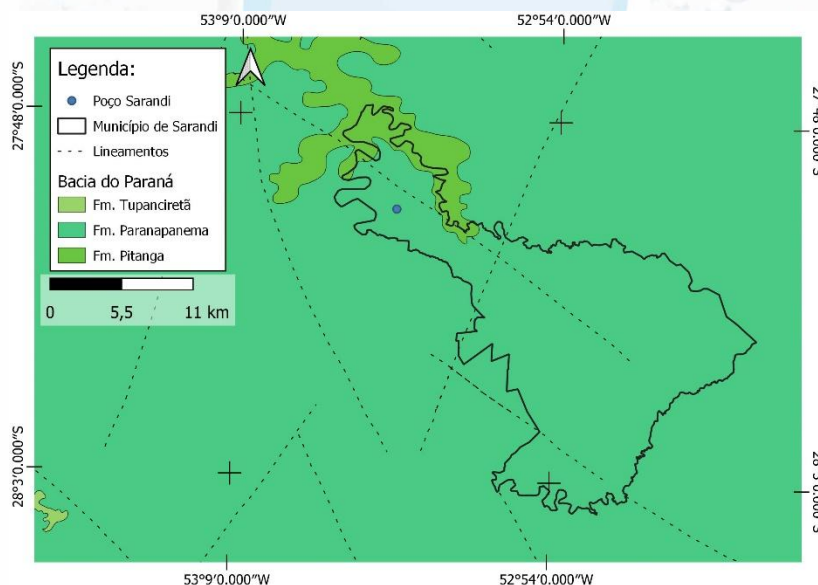 53°9'0.000"W
52°54'0.000"W
27°48'0.000"S
Legenda:
Poço Sarandi
Município de Sarandi
Lineamentos
Bacia do Paraná
Fm. Tupanciretã
Fm. Paranapanema
Fm. Pitanga
0
5,5
11 km
28°3'0.000"S
53°9'0.000"W
52°54'0.000"W